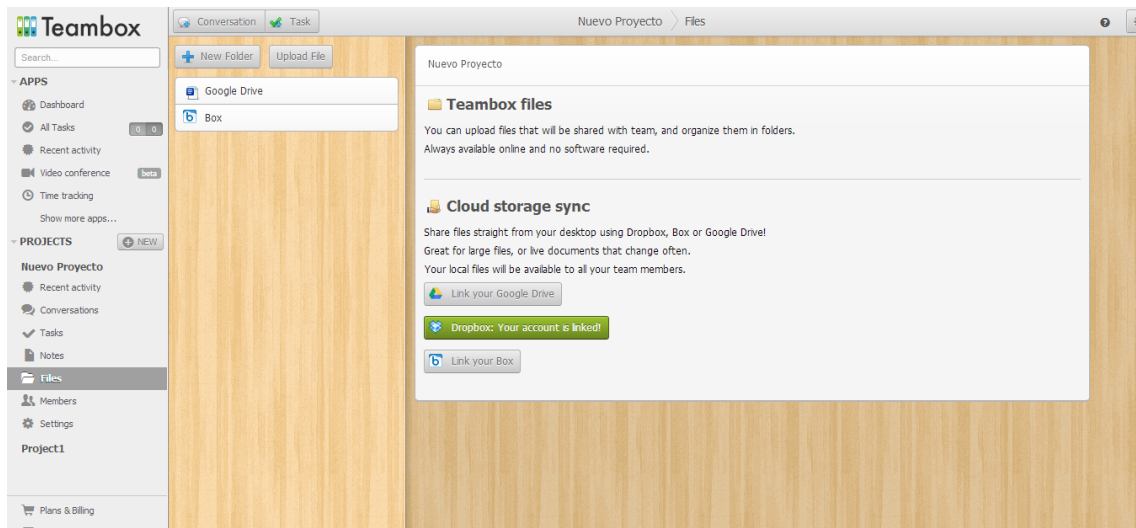 Teambox
Search...
APPS
Dashboard
All Tasks 0 0
Recent activity
Video conference beta
Time tracking
Show more apps...
PROJECTS NEW
Nuevo Proyecto
Recent activity
Conversations
Tasks
Notes
Files
Members
Settings
Project1
Plans & Billing
Conversation Task
Nuevo Proyecto Files
New Folder Upload File
Google Drive
Box
Nuevo Proyecto
Teambox files
You can upload files that will be shared with team, and organize them in folders.
Always available online and no software required.
Cloud storage sync
Share files straight from your desktop using Dropbox, Box or Google Drive!
Great for large files, or live documents that change often.
Your local files will be available to all your team members.
Link your Google Drive
Dropbox: Your account is linked!
Link your Box